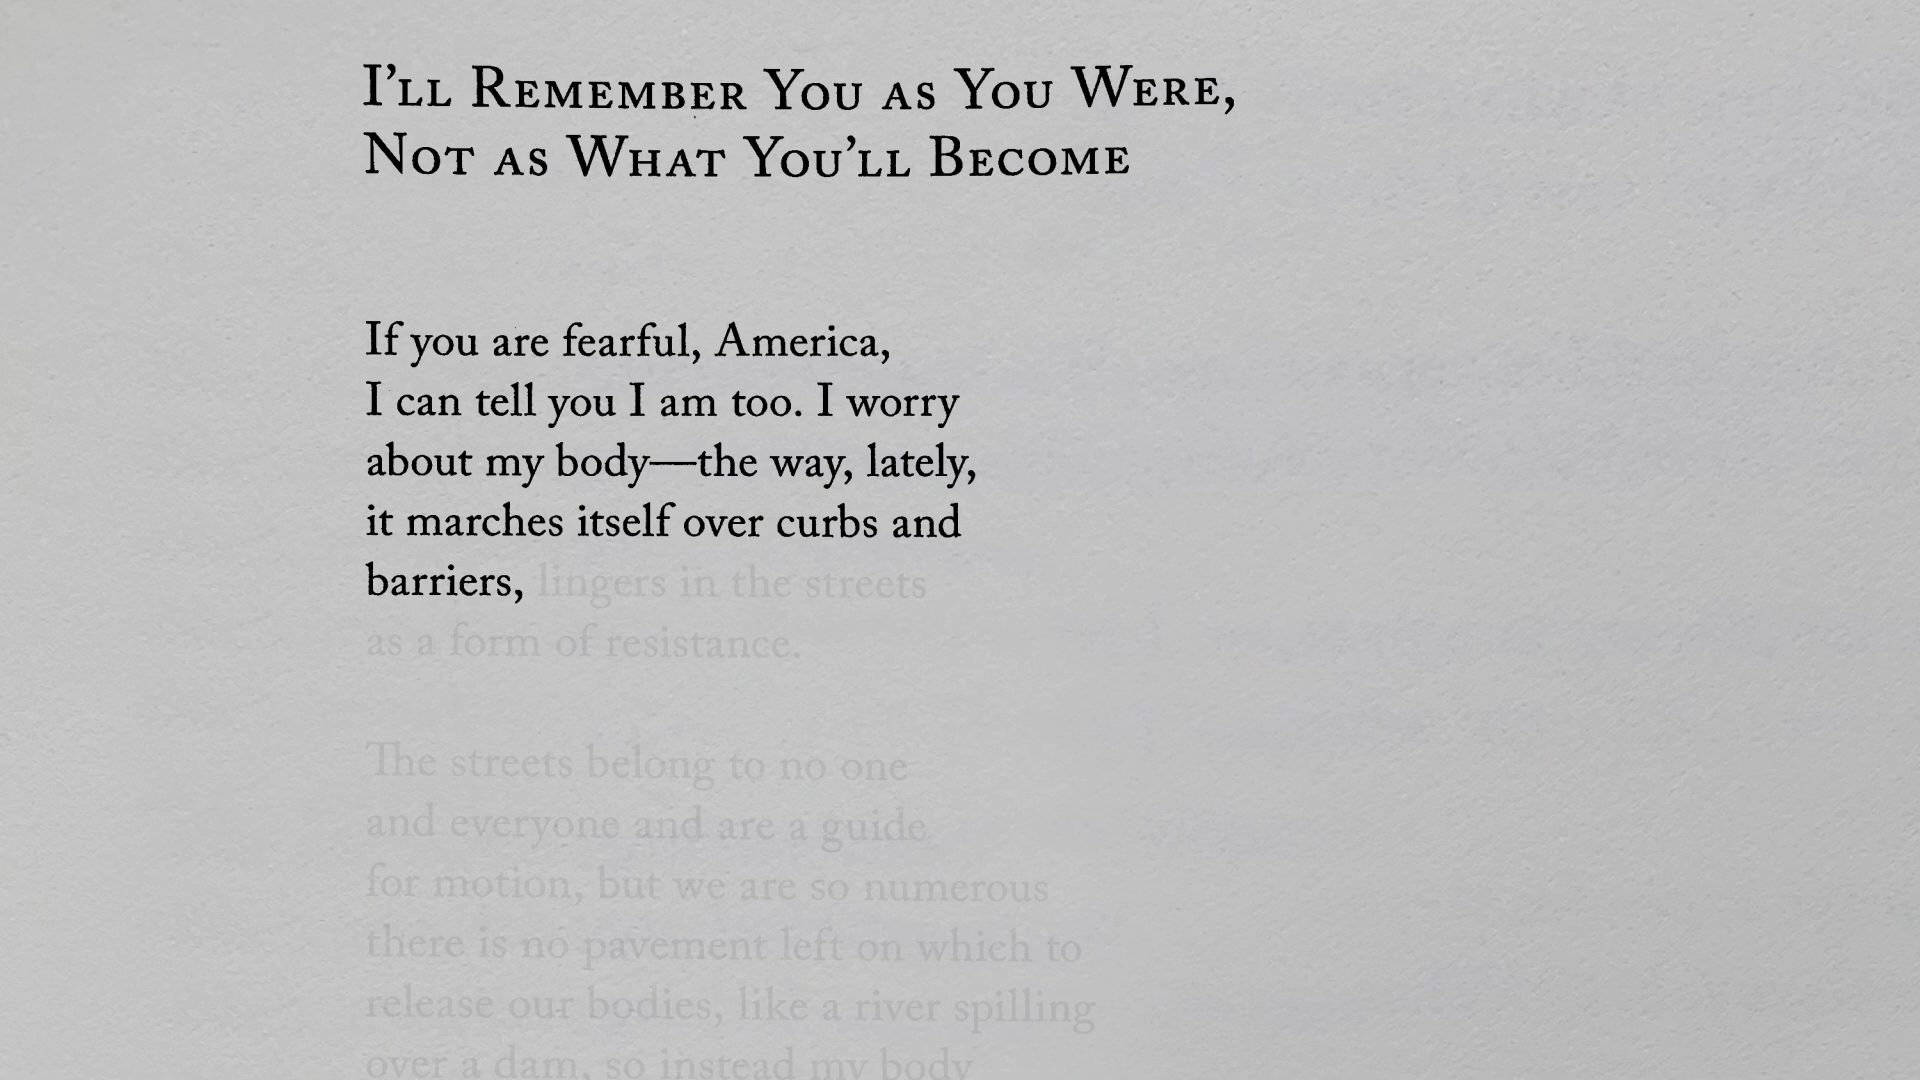 I'll Remember You as You Were,
Not as What You'll Become
If you are fearful, America,
I can tell you I am too. I worry
about my body—the way, lately,
it marches itself over curbs and
barriers, lingers in the streets
as a form of resistance.
The streets belong to no one
and everyone and are a guide
for motion, but we are so numerous
there is no pavement left on which to
release our bodies, like a river spilling
over a dam, so instead my body